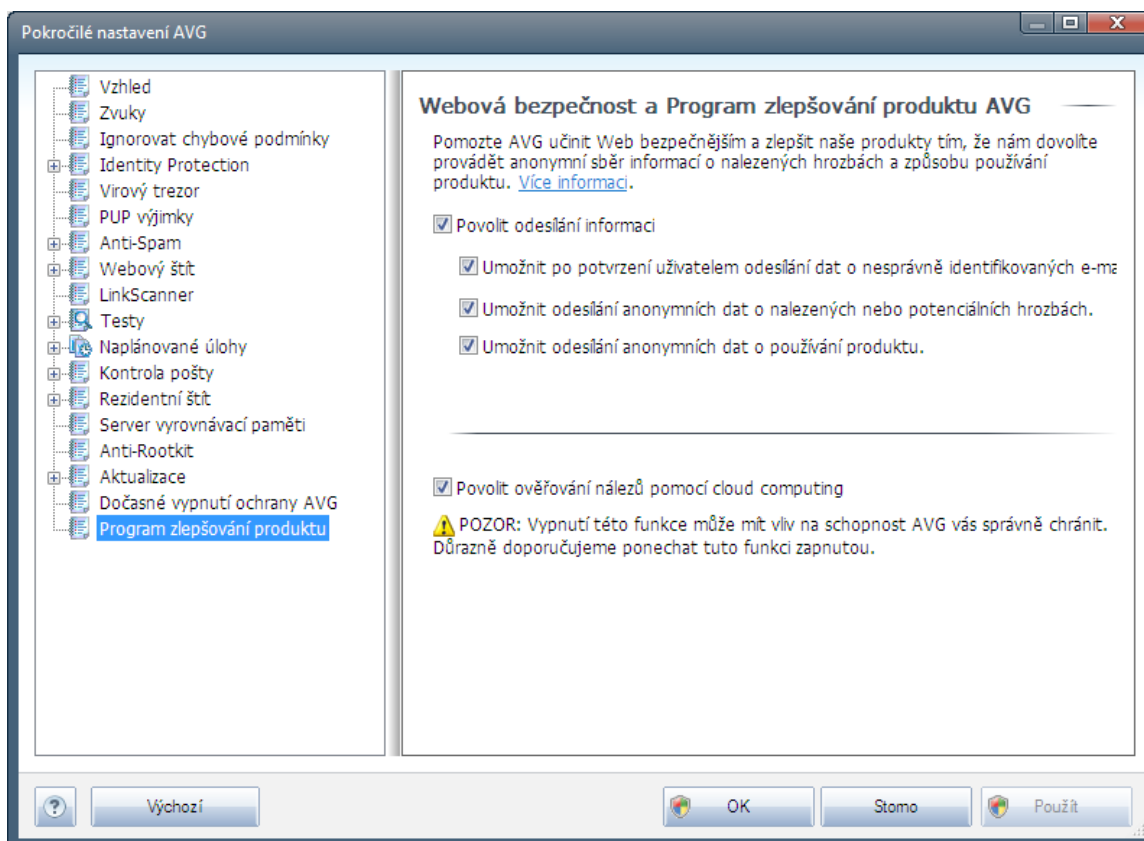 Pokročilé nastavení AVG
Vzhled
Zvuky
Ignorovat chybové podmínky
Identity Protection
Virový trezor
PUP výjimky
Anti-Spam
Webový štít
LinkScanner
Testy
Naplánované úlohy
Kontrola pošty
Rezidentní štít
Server vyrovnávací paměti
Anti-Rootkit
Aktualizace
Dočasné vypnutí ochrany AVG
Program zlepšování produktu
Webová bezpečnost a Program zlepšování produktu AVG
Pomozte AVG učinit Web bezpečnějším a zlepšit naše produkty tím, že nám dovolíte
provádět anonymní sběr informací o nalezených hrozbách a způsobu používání
produktu. Více informaci.
Povolit odesílání informaci
Umožnit po potvrzení uživatelem odesílání dat o nesprávně identifikovaných e-ma
Umožnit odesílání anonymních dat o nalezených nebo potenciálních hrozbách.
Umožnit odesílání anonymních dat o používání produktu.
Povolit ověřování nálezů pomocí cloud computing
POZOR: Vypnutí této funkce může mít vliv na schopnost AVG vás správně chránit.
Důrazně doporučujeme ponechat tuto funkci zapnutou.
? Výchozí OK Stomo Použít